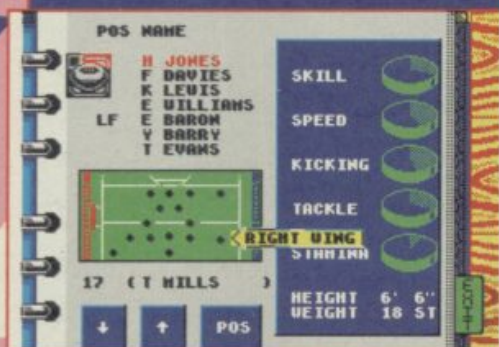 POS NAME
H JONES
F DAVIES
K LEWIS
E WILLIAMS
LF E BARON
Y BARRY
T EVANS
RIGHT WING
17 (T MILLS )
POS
SKILL
SPEED
KICKING
TACKLE
STAMINA
HEIGHT 6' 6"
WEIGHT 18 ST
EXIT